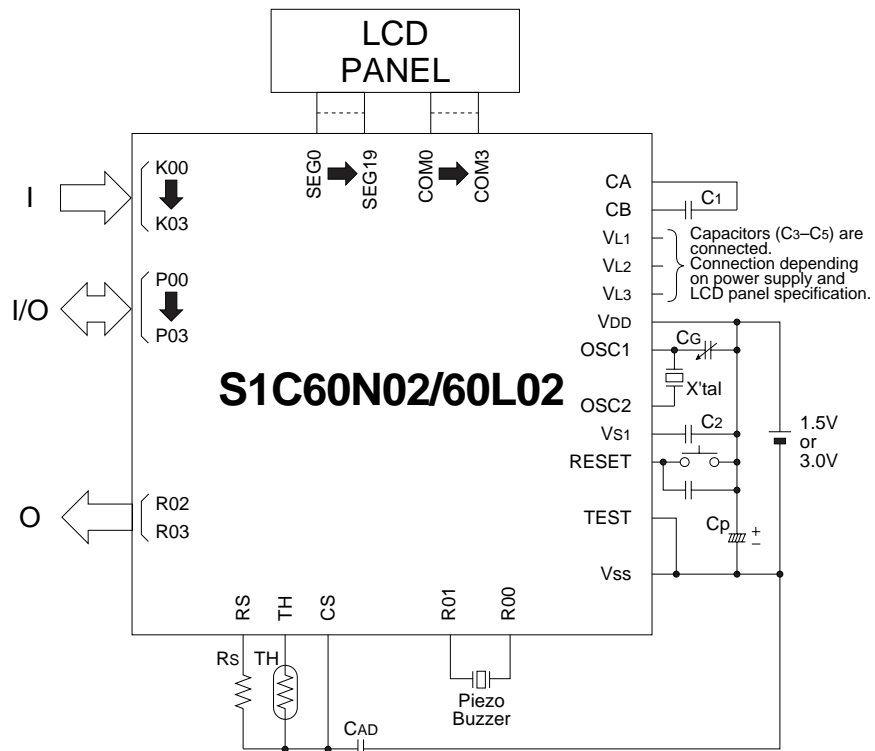 LCD
PANEL
SEG0
SEG19
COM0
COM3
I
K00
K03
I/O
P00
P03
O
R02
R03
S1C60N02/60L02
CA
CB
C1
VL1
VL2
VL3
Capacitors (C3–C5) are
connected.
Connection depending
on power supply and
LCD panel specification.
VDD
OSC1
CG
X'tal
OSC2
VS1
C2
RESET
1.5V
or
3.0V
TEST
Cp
+
–
Vss
RS
TH
CS
R01
R00
Rs
TH
CAD
Piezo
Buzzer